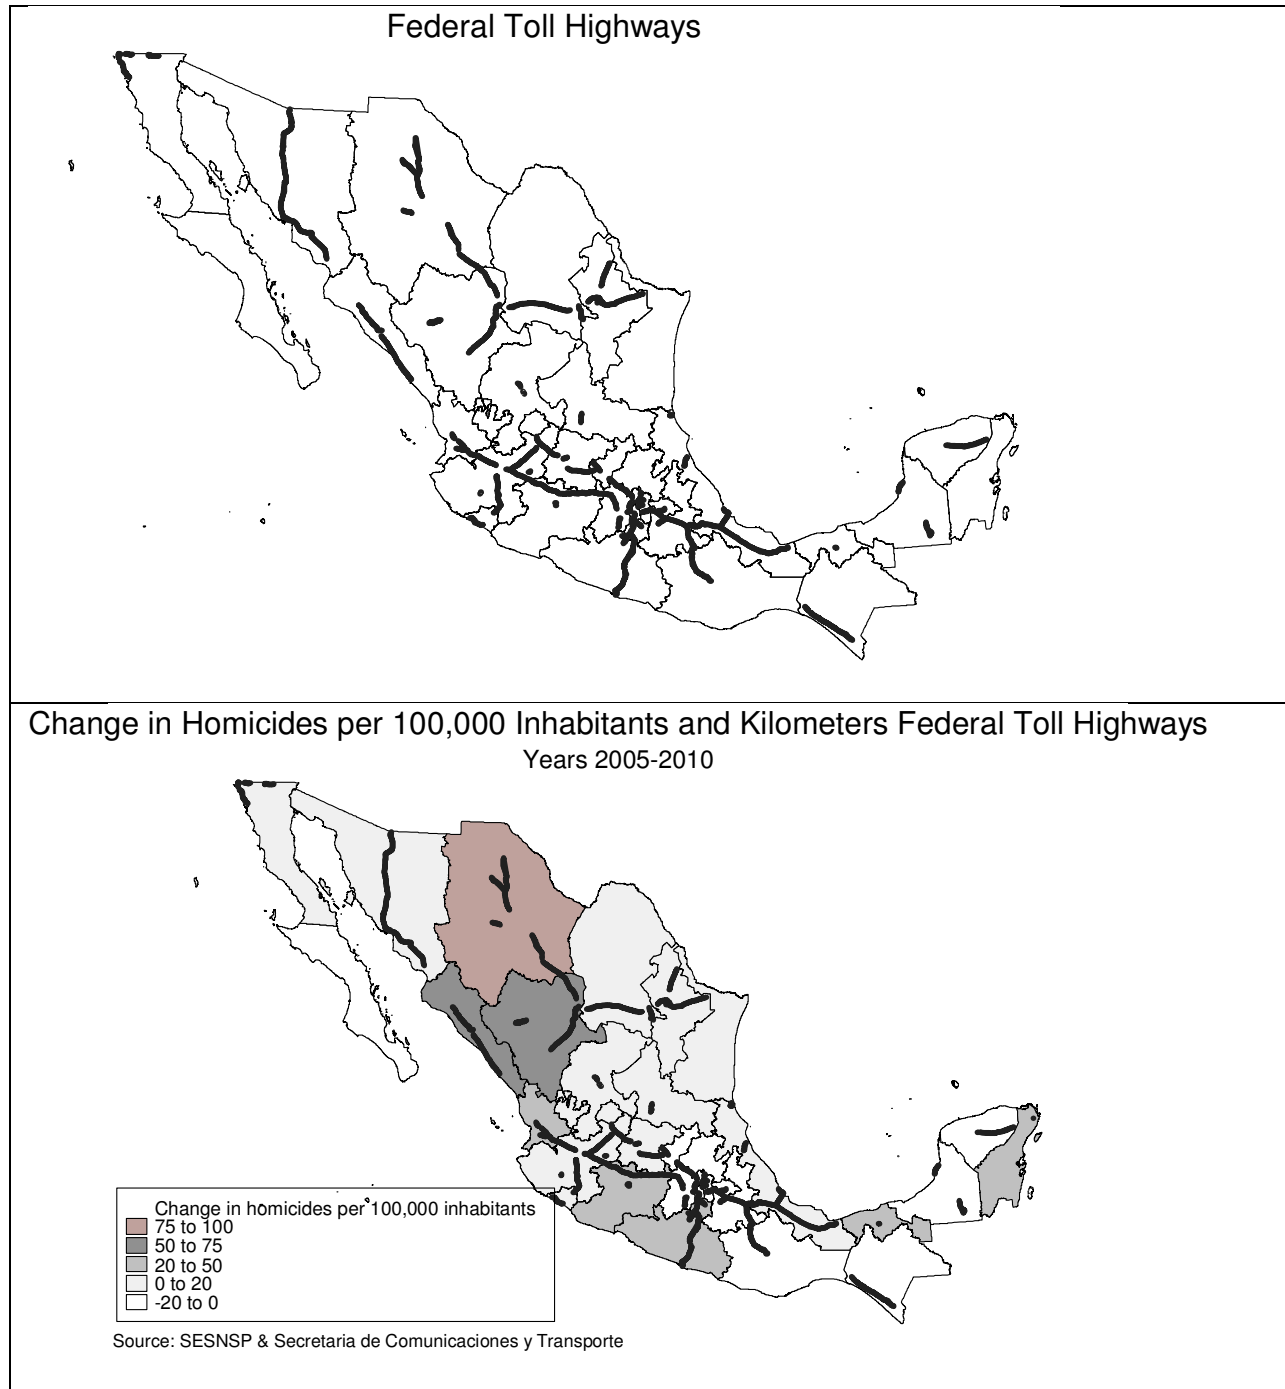 Federal Toll Highways
Change in Homicides per 100,000 Inhabitants and Kilometers Federal Toll Highways
Years 2005-2010
Change in homicides per 100,000 inhabitants
75 to 100
50 to 75
20 to 50
0 to 20
-20 to 0
Source: SESNSP & Secretaria de Comunicaciones y Transporte